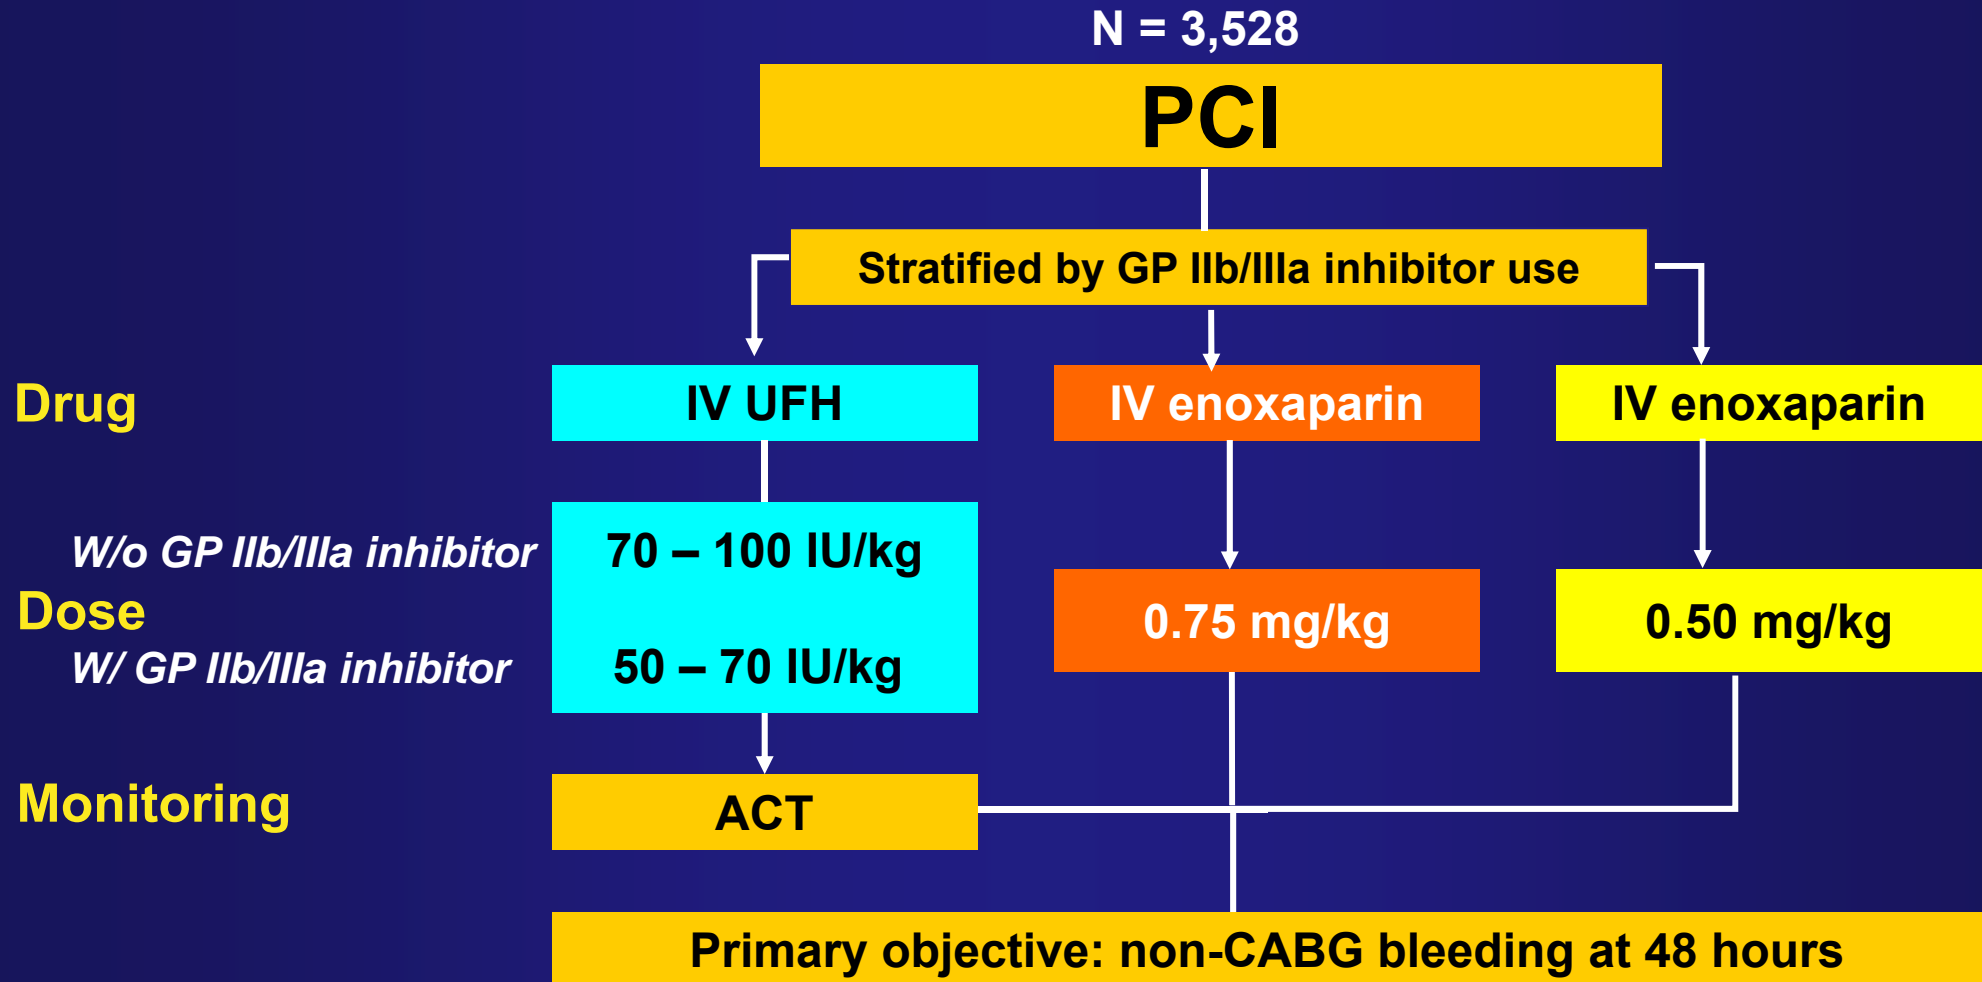 N = 3,528
PCI
Stratified by GP IIb/IIIa inhibitor use
Drug
IV UFH
IV enoxaparin
IV enoxaparin
W/o GP IIb/IIIa inhibitor
70 – 100 IU/kg
Dose
0.75 mg/kg
0.50 mg/kg
W/ GP IIb/IIIa inhibitor
50 – 70 IU/kg
Monitoring
ACT
Primary objective: non-CABG bleeding at 48 hours